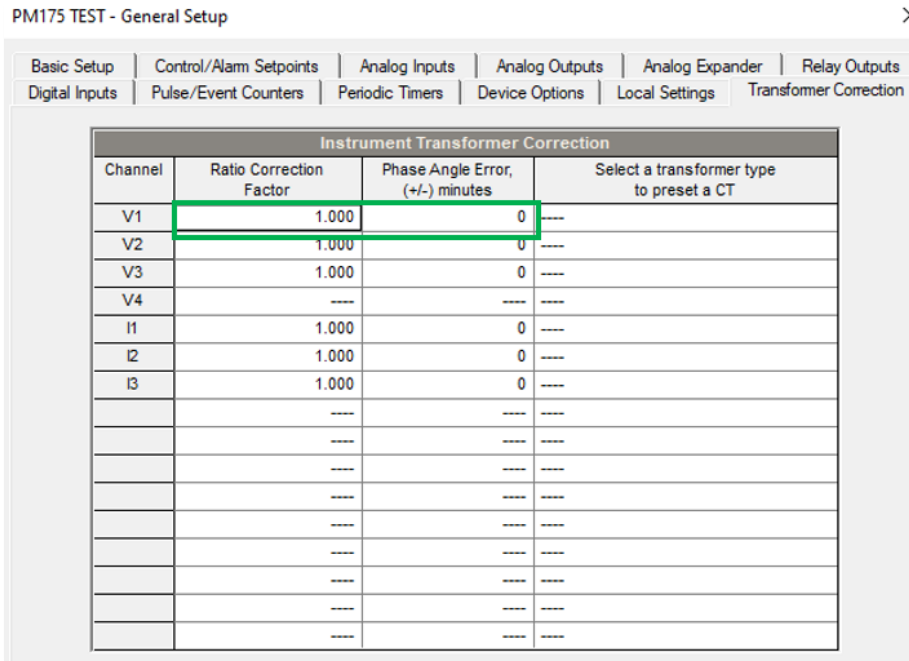 PM175 TEST - General Setup
Basic Setup Control/Alarm Setpoints Analog Inputs Analog Outputs Analog Expander Relay Outputs
Digital Inputs Pulse/Event Counters Periodic Timers Device Options Local Settings Transformer Correction
Instrument Transformer Correction
Channel Ratio Correction Factor Phase Angle Error, (+/-) minutes Select a transformer type to preset a CT
V1 1.000 0 ----
V2 1.000 0 ----
V3 1.000 0 ----
V4 ---- ---- ----
I1 1.000 0 ----
I2 1.000 0 ----
I3 1.000 0 ----
---- ---- ----
---- ---- ----
---- ---- ----
---- ---- ----
---- ---- ----
---- ---- ----
---- ---- ----
---- ---- ----
---- ---- ----